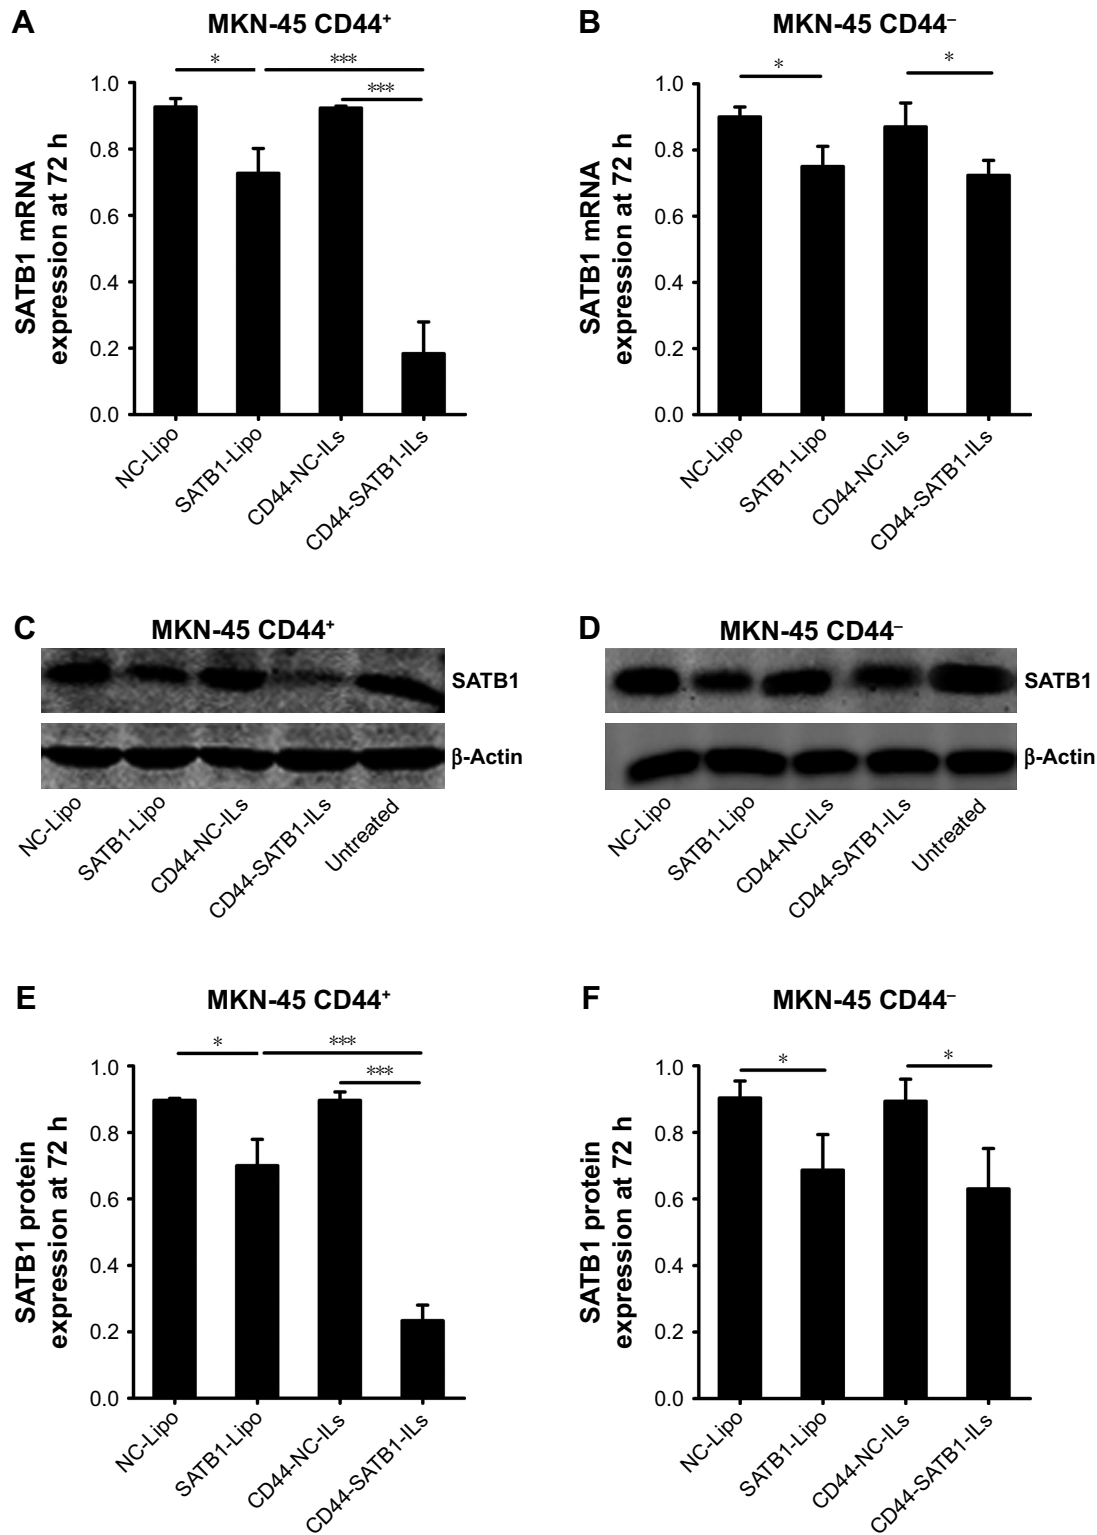 A
MKN-45 CD44⁺
*
***
***
SATB1 mRNA
expression at 72 h
1.0
0.8
0.6
0.4
0.2
0.0
NC-Lipo
SATB1-Lipo
CD44-NC-ILs
CD44-SATB1-ILs
B
MKN-45 CD44⁻
*
*
SATB1 mRNA
expression at 72 h
1.0
0.8
0.6
0.4
0.2
0.0
NC-Lipo
SATB1-Lipo
CD44-NC-ILs
CD44-SATB1-ILs
C
MKN-45 CD44⁺
SATB1
β-Actin
NC-Lipo
SATB1-Lipo
CD44-NC-ILs
CD44-SATB1-ILs
Untreated
D
MKN-45 CD44⁻
SATB1
β-Actin
NC-Lipo
SATB1-Lipo
CD44-NC-ILs
CD44-SATB1-ILs
Untreated
E
MKN-45 CD44⁺
*
***
***
SATB1 protein
expression at 72 h
1.0
0.8
0.6
0.4
0.2
0.0
NC-Lipo
SATB1-Lipo
CD44-NC-ILs
CD44-SATB1-ILs
F
MKN-45 CD44⁻
*
*
SATB1 protein
expression at 72 h
1.0
0.8
0.6
0.4
0.2
0.0
NC-Lipo
SATB1-Lipo
CD44-NC-ILs
CD44-SATB1-ILs